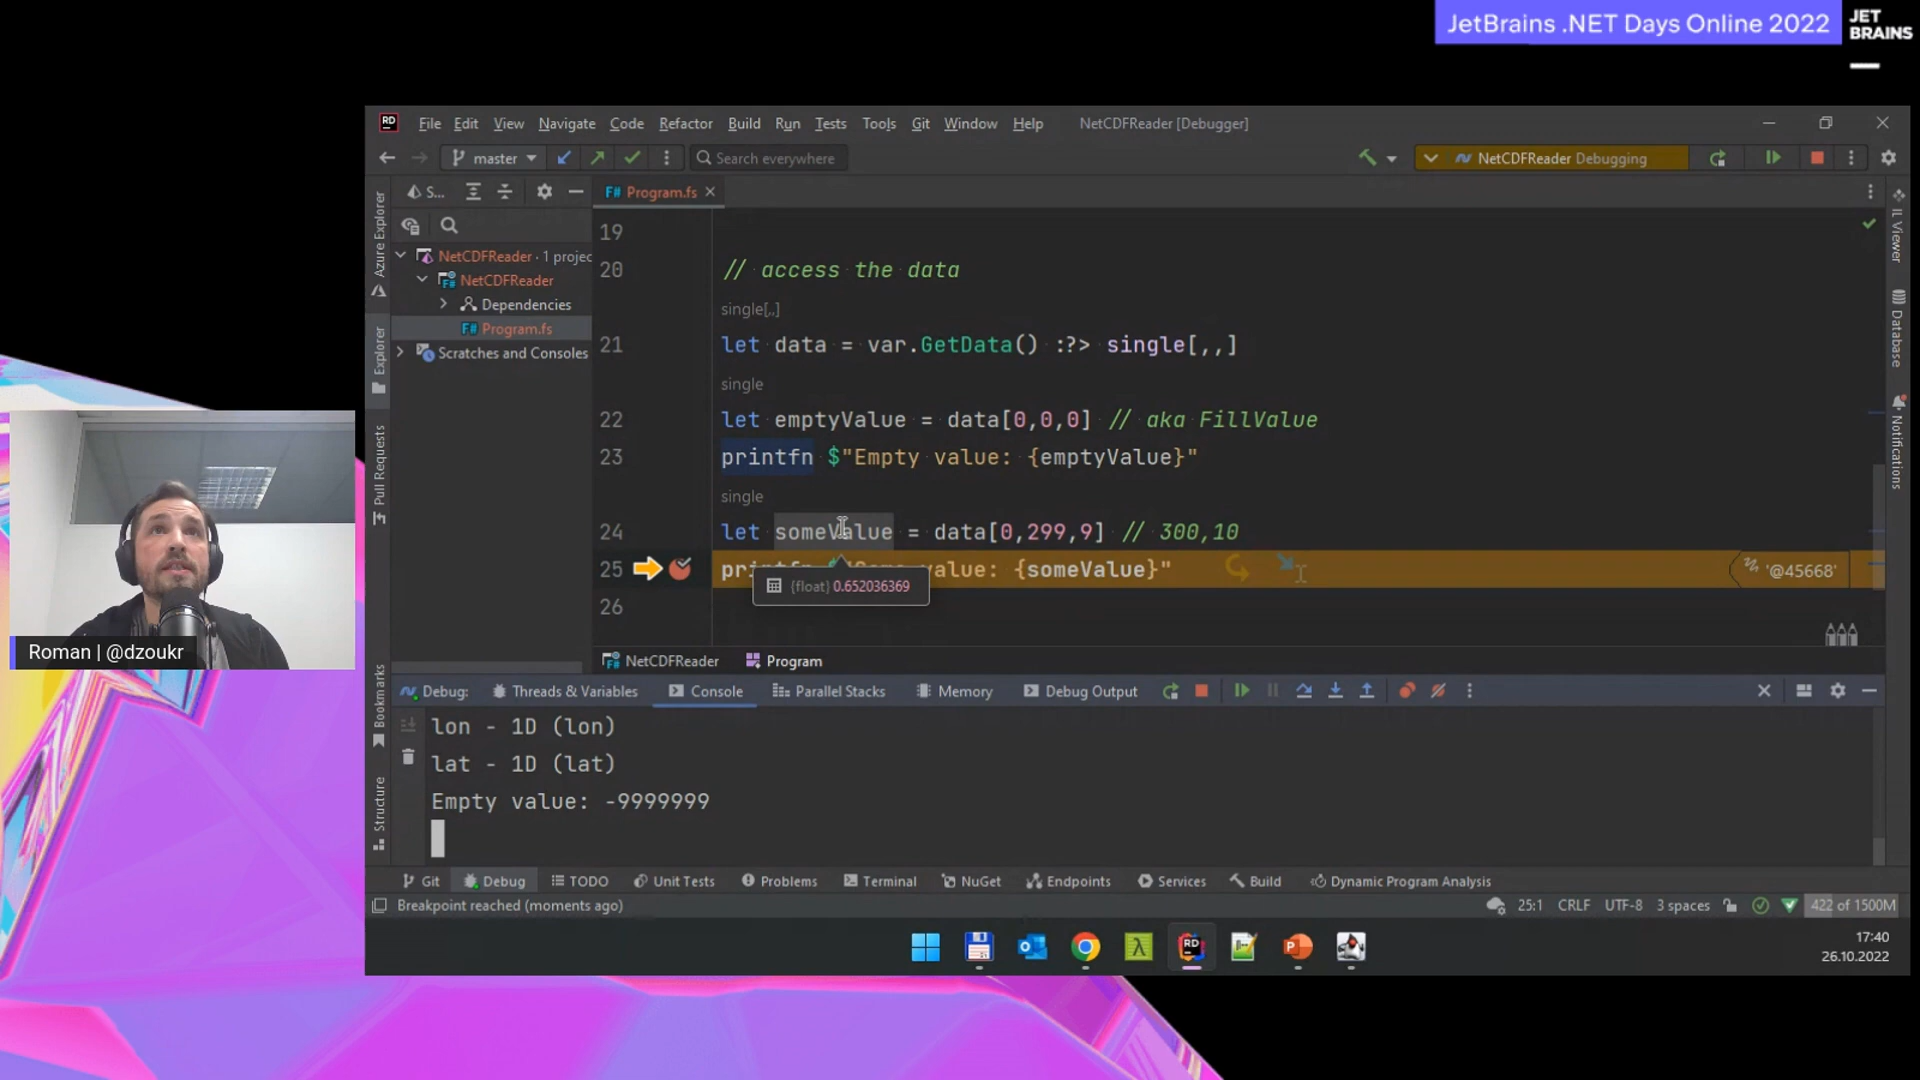 JetBrains .NET Days Online 2022
JET
BRAINS
RD File Edit View Navigate Code Refactor Build Run Tests Tools Git Window Help NetCDFReader [Debugger]
master Search everywhere NetCDFReader Debugging
S... F# Program.fs
Azure Explorer
Explorer
Pull Requests
Bookmarks
Structure
NetCDFReader · 1 projec
NetCDFReader
Dependencies
F# Program.fs
Scratches and Consoles
19
20 // access the data
single[,,]
21 let data = var.GetData() :?> single[,,]
single
22 let emptyValue = data[0,0,0] // aka FillValue
23 printfn $"Empty value: {emptyValue}"
single
24 let someValue = data[0,299,9] // 300,10
25 printfn $"Some value: {someValue}" '@45668'
{float} 0.652036369
26
IL Viewer
Database
Notifications
NetCDFReader Program
Debug: Threads & Variables Console Parallel Stacks Memory Debug Output
lon - 1D (lon)
lat - 1D (lat)
Empty value: -9999999
Git Debug TODO Unit Tests Problems Terminal NuGet Endpoints Services Build Dynamic Program Analysis
Breakpoint reached (moments ago) 25:1 CRLF UTF-8 3 spaces 422 of 1500M
17:40
26.10.2022
Roman | @dzoukr